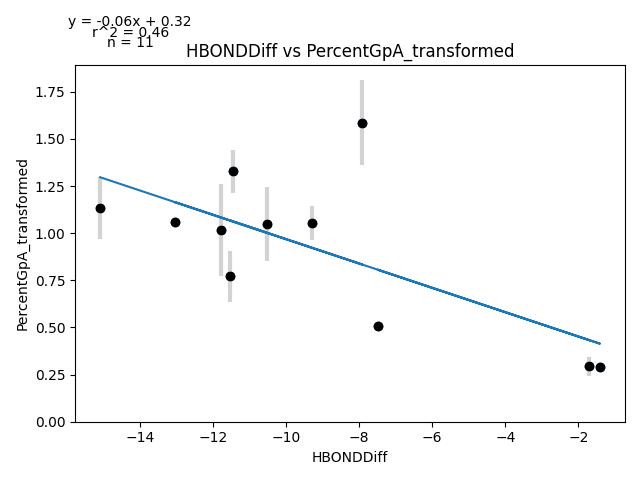 y = -0.06x + 0.32
r^2 = 0.46
n = 11
HBONDDiff vs PercentGpA_transformed
PercentGpA_transformed
1.75
1.50
1.25
1.00
0.75
0.50
0.25
0.00
−14 −12 −10 −8 −6 −4 −2
HBONDDiff